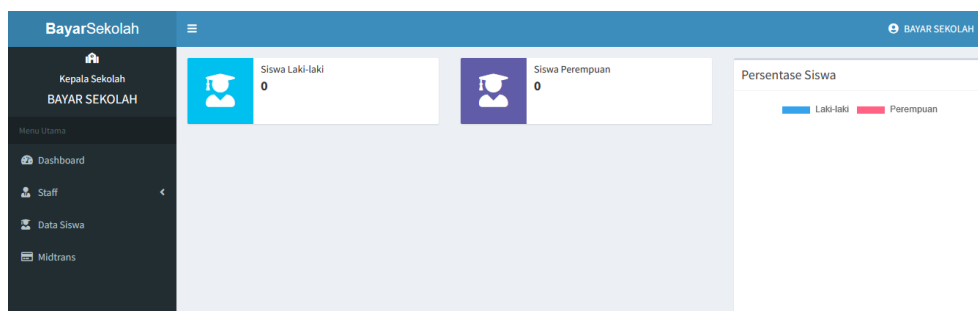 BayarSekolah
BAYAR SEKOLAH
Kepala Sekolah
BAYAR SEKOLAH
Menu Utama
Dashboard
Staff
Data Siswa
Midtrans
Siswa Laki-laki
0
Siswa Perempuan
0
Persentase Siswa
Laki-laki Perempuan